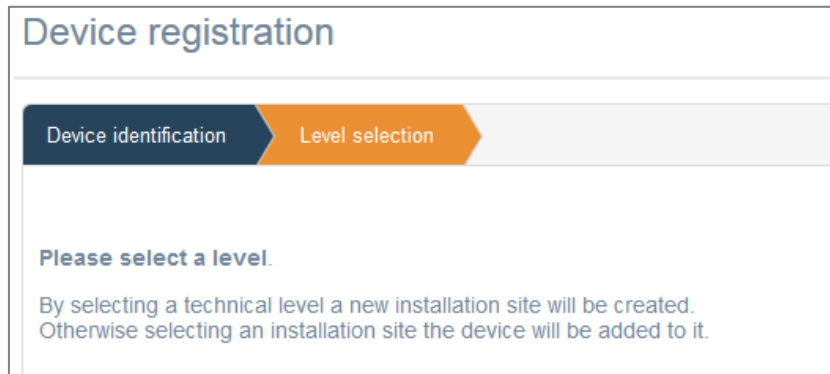 Device registration
Device identification
Level selection
Please select a level.
By selecting a technical level a new installation site will be created.
Otherwise selecting an installation site the device will be added to it.